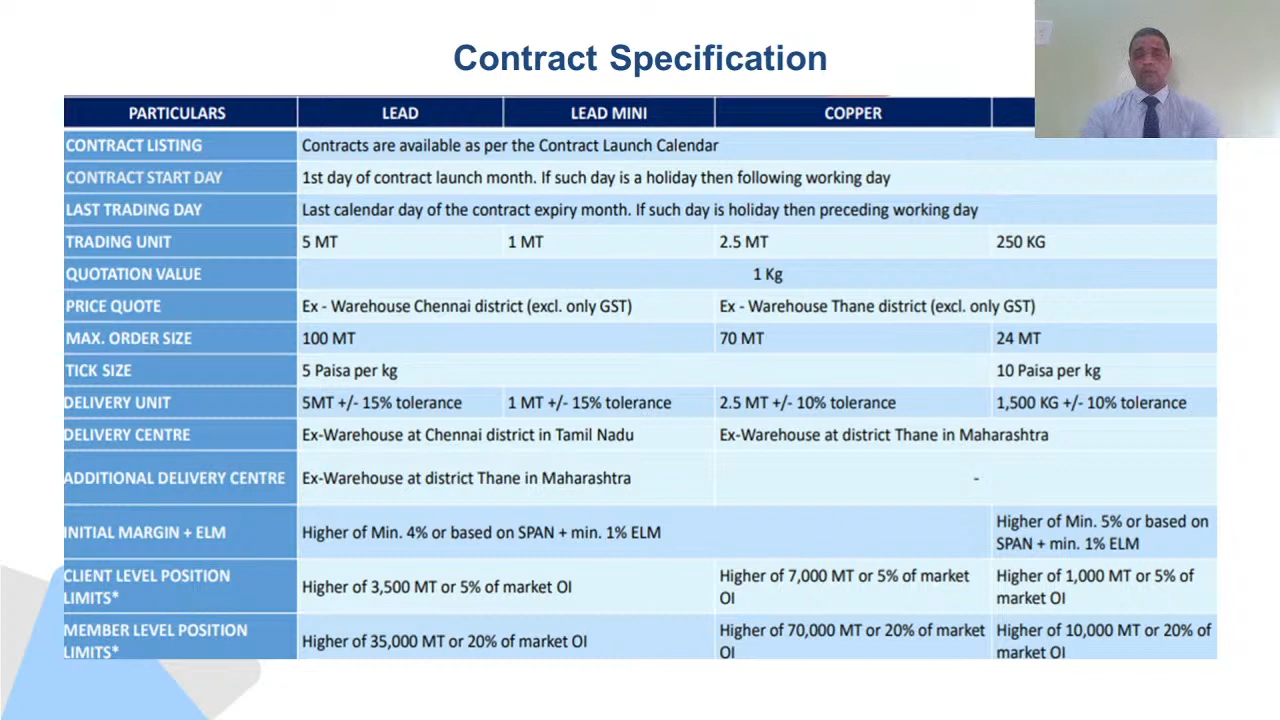 Contract Specification
PARTICULARS LEAD LEAD MINI COPPER
CONTRACT LISTING Contracts are available as per the Contract Launch Calendar
CONTRACT START DAY 1st day of contract launch month. If such day is a holiday then following working day
LAST TRADING DAY Last calendar day of the contract expiry month. If such day is holiday then preceding working day
TRADING UNIT 5 MT 1 MT 2.5 MT 250 KG
QUOTATION VALUE 1 Kg
PRICE QUOTE Ex - Warehouse Chennai district (excl. only GST) Ex - Warehouse Thane district (excl. only GST)
MAX. ORDER SIZE 100 MT 70 MT 24 MT
TICK SIZE 5 Paisa per kg 10 Paisa per kg
DELIVERY UNIT 5MT +/- 15% tolerance 1 MT +/- 15% tolerance 2.5 MT +/- 10% tolerance 1,500 KG +/- 10% tolerance
DELIVERY CENTRE Ex-Warehouse at Chennai district in Tamil Nadu Ex-Warehouse at district Thane in Maharashtra
ADDITIONAL DELIVERY CENTRE Ex-Warehouse at district Thane in Maharashtra -
INITIAL MARGIN + ELM Higher of Min. 4% or based on SPAN + min. 1% ELM Higher of Min. 5% or based on
SPAN + min. 1% ELM
CLIENT LEVEL POSITION
LIMITS* Higher of 3,500 MT or 5% of market OI Higher of 7,000 MT or 5% of market
OI Higher of 1,000 MT or 5% of
market OI
MEMBER LEVEL POSITION
LIMITS* Higher of 35,000 MT or 20% of market OI Higher of 70,000 MT or 20% of market
OI Higher of 10,000 MT or 20% of
market OI